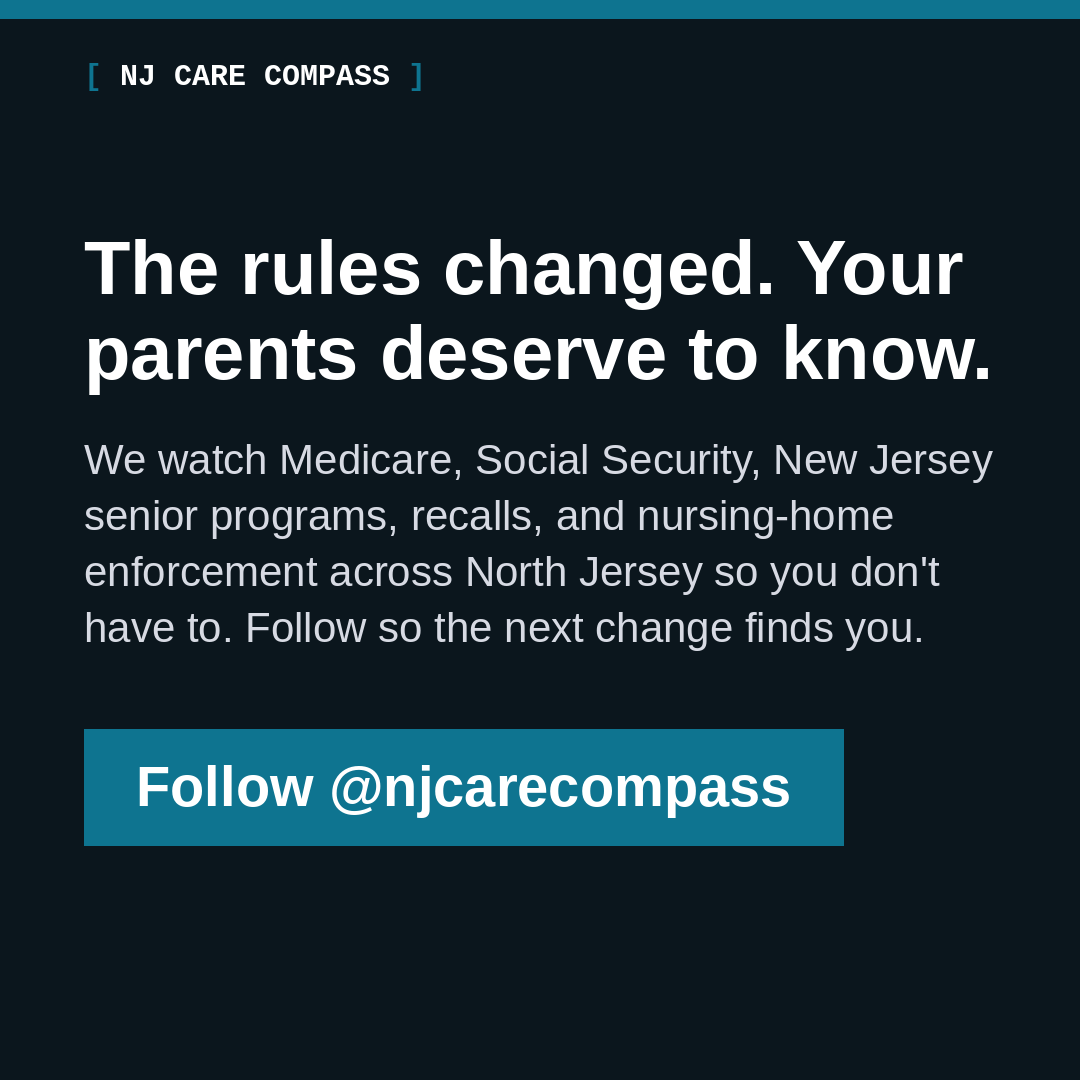 [ NJ CARE COMPASS ]
The rules changed. Your
parents deserve to know.
We watch Medicare, Social Security, New Jersey
senior programs, recalls, and nursing-home
enforcement across North Jersey so you don't
have to. Follow so the next change finds you.
Follow @njcarecompass